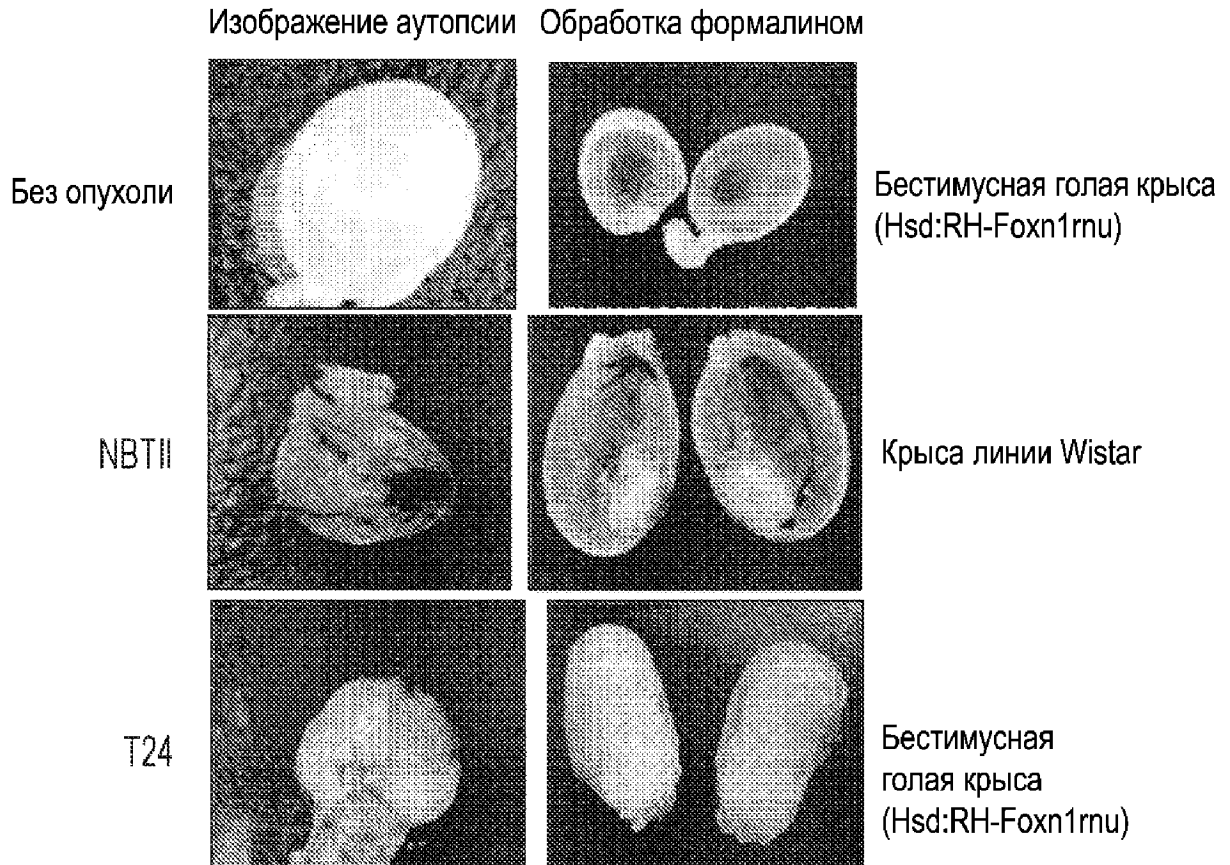 Изображение аутопсии Обработка формалином
Без опухоли
Бестимусная голая крыса
(Hsd:RH-Foxn1rnu)
NBTII
Крыса линии Wistar
T24
Бестимусная
голая крыса
(Hsd:RH-Foxn1rnu)